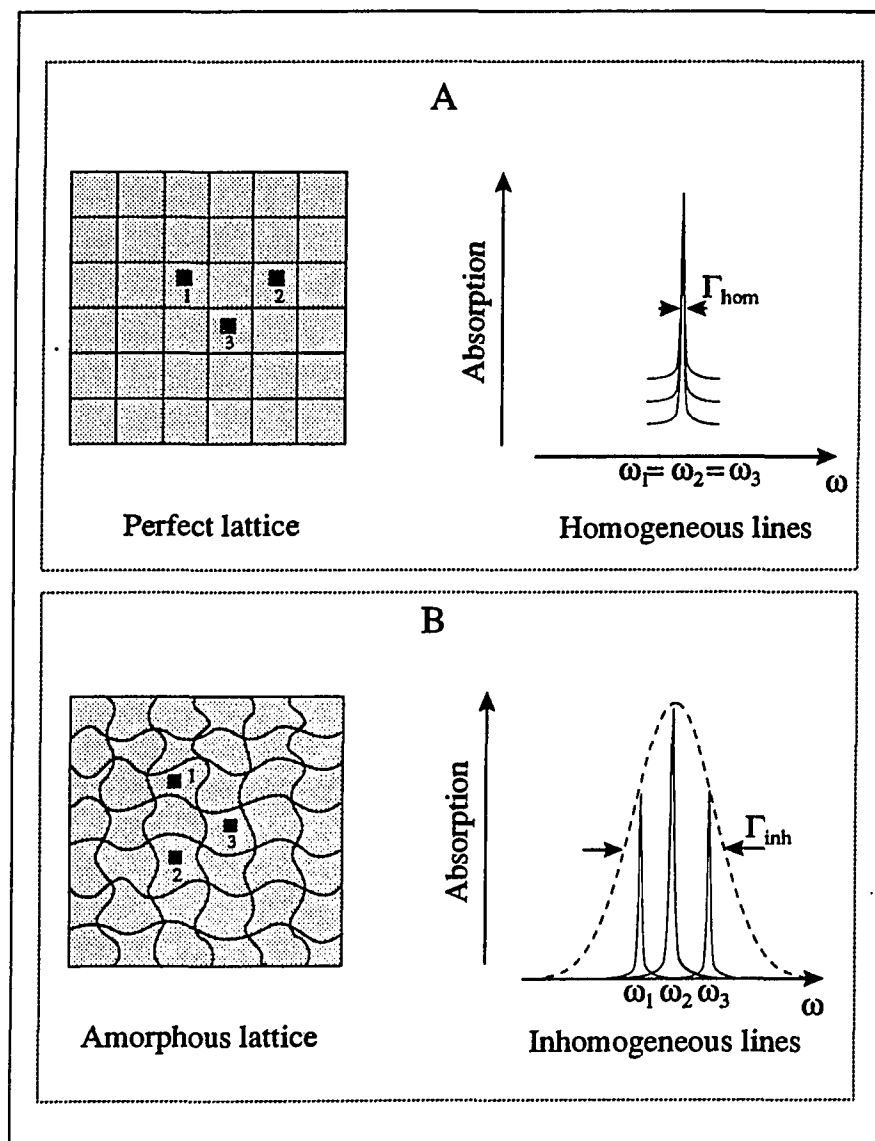 A
1
2
3
Absorption
Γhom
ω1= ω2= ω3
ω
Perfect lattice
Homogeneous lines
B
1
3
2
Absorption
Γinh
ω1 ω2 ω3
ω
Amorphous lattice
Inhomogeneous lines